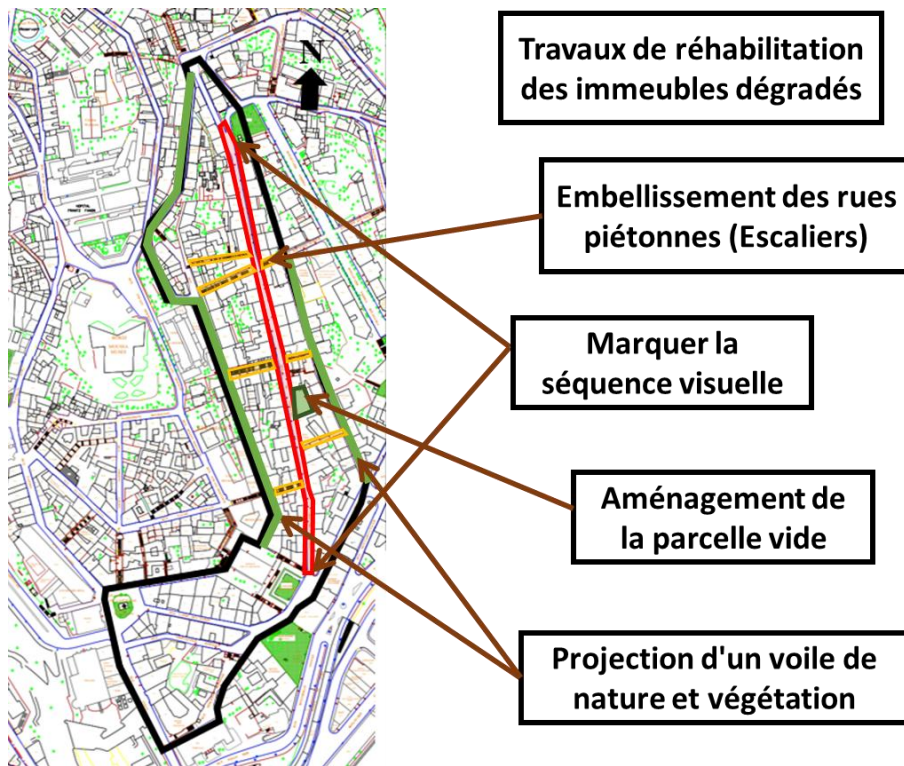 N
Travaux de réhabilitation
des immeubles dégradés
Embellissement des rues
piétonnes (Escaliers)
Marquer la
séquence visuelle
Aménagement de
la parcelle vide
Projection d'un voile de
nature et végétation
HOPITAL